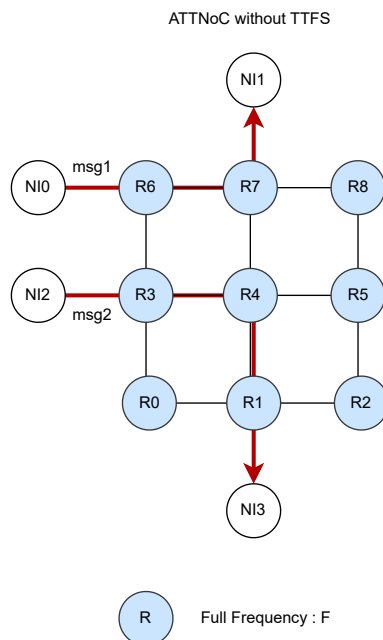 ATTNoC without TTFS
NI1
msg1
NI0
R6
R7
R8
NI2
R3
R4
R5
msg2
R0
R1
R2
NI3
R
Full Frequency : F